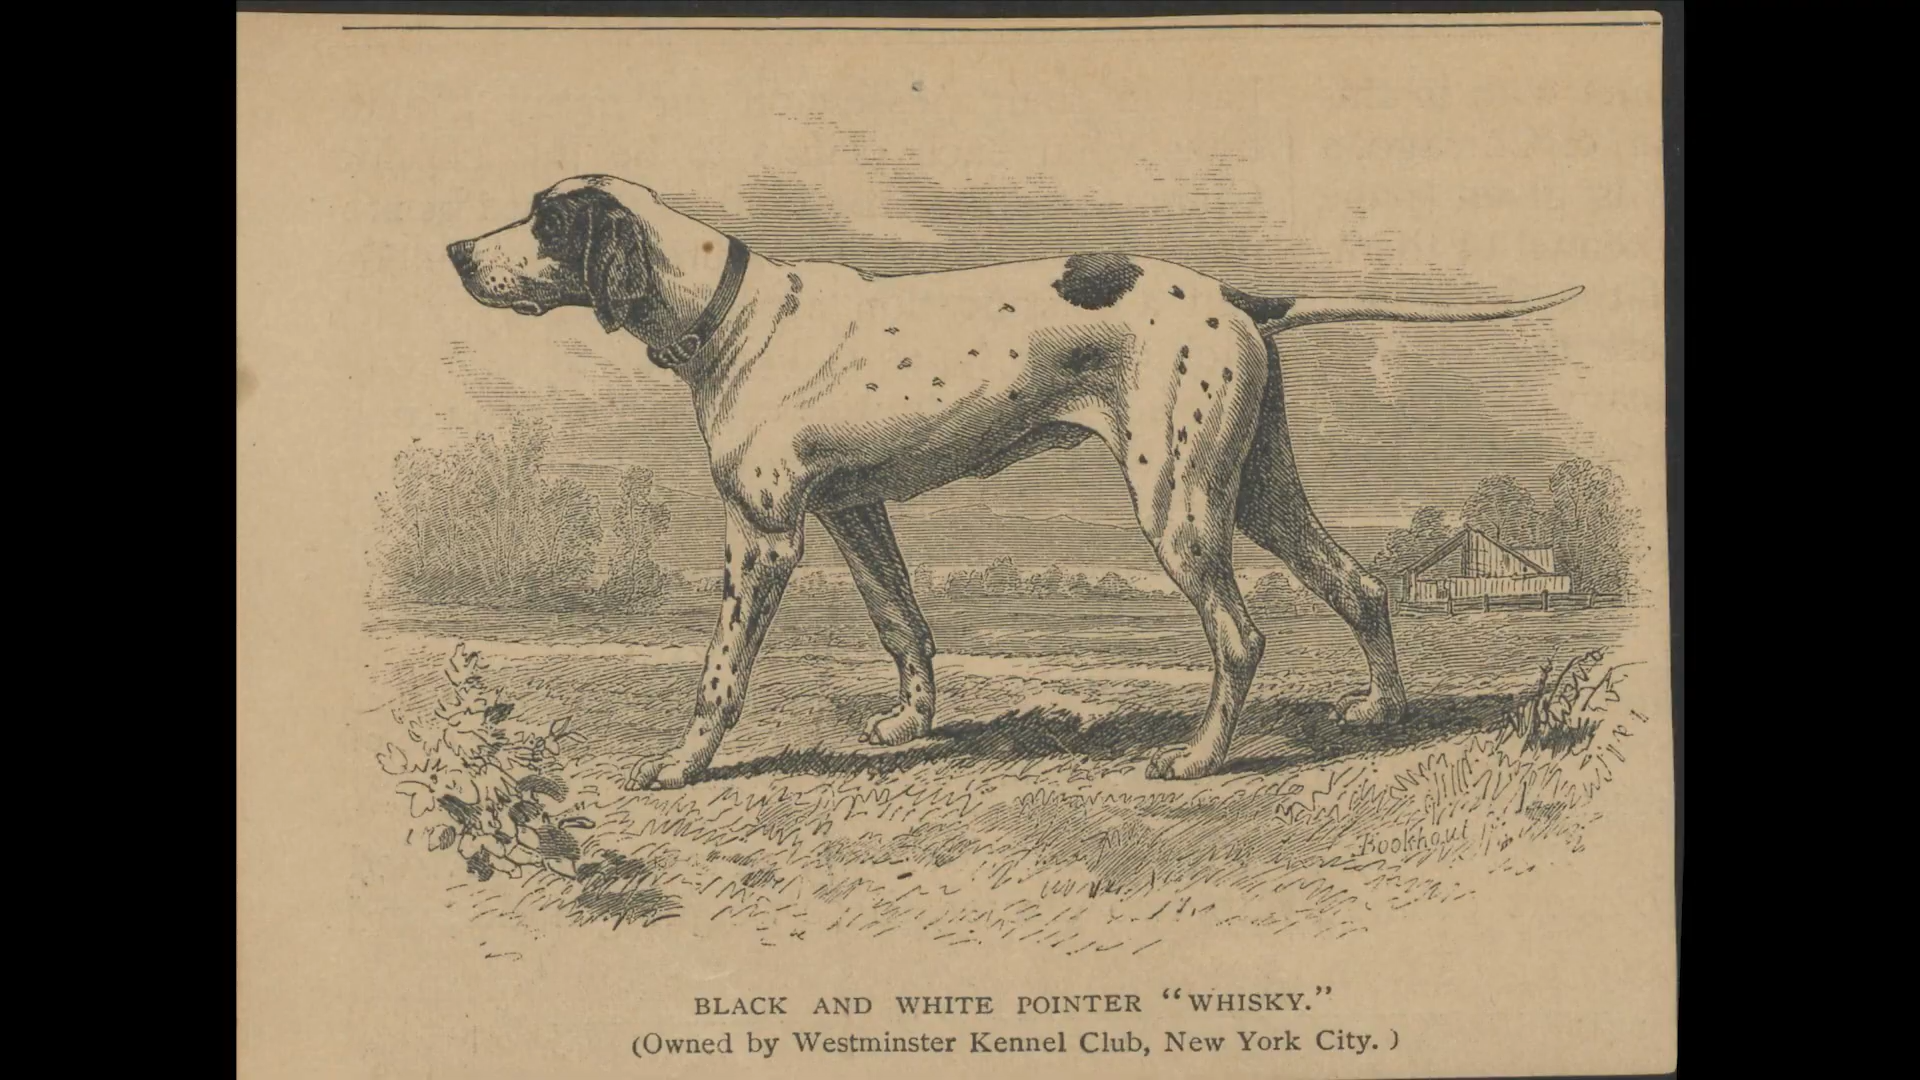 Bookhout
BLACK AND WHITE POINTER “WHISKY.”
(Owned by Westminster Kennel Club, New York City.)